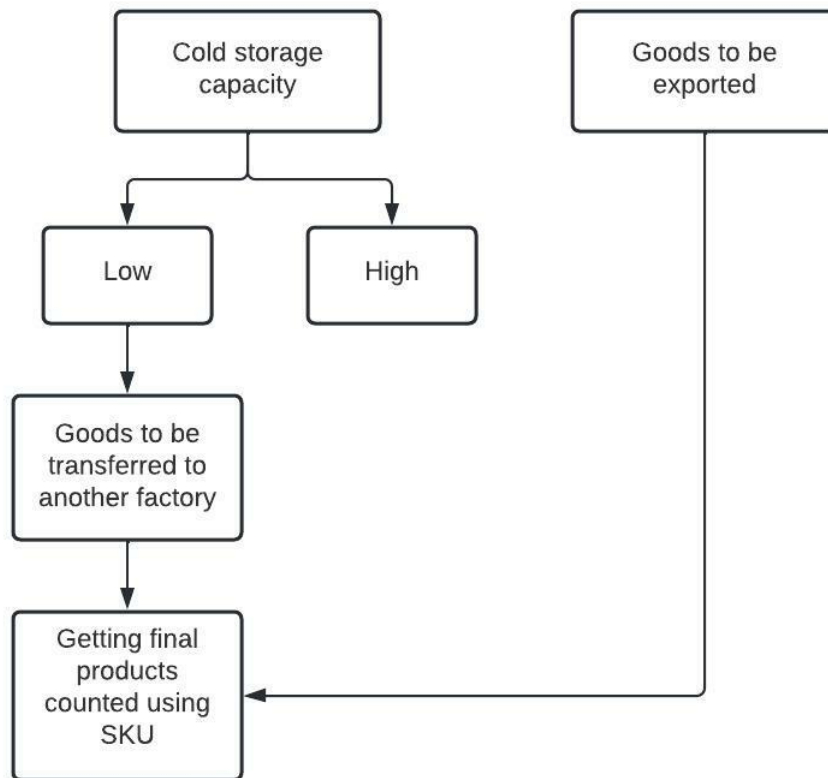 Cold storage
capacity
Goods to be
exported
Low
High
Goods to be
transferred to
another factory
Getting final
products
counted using
SKU